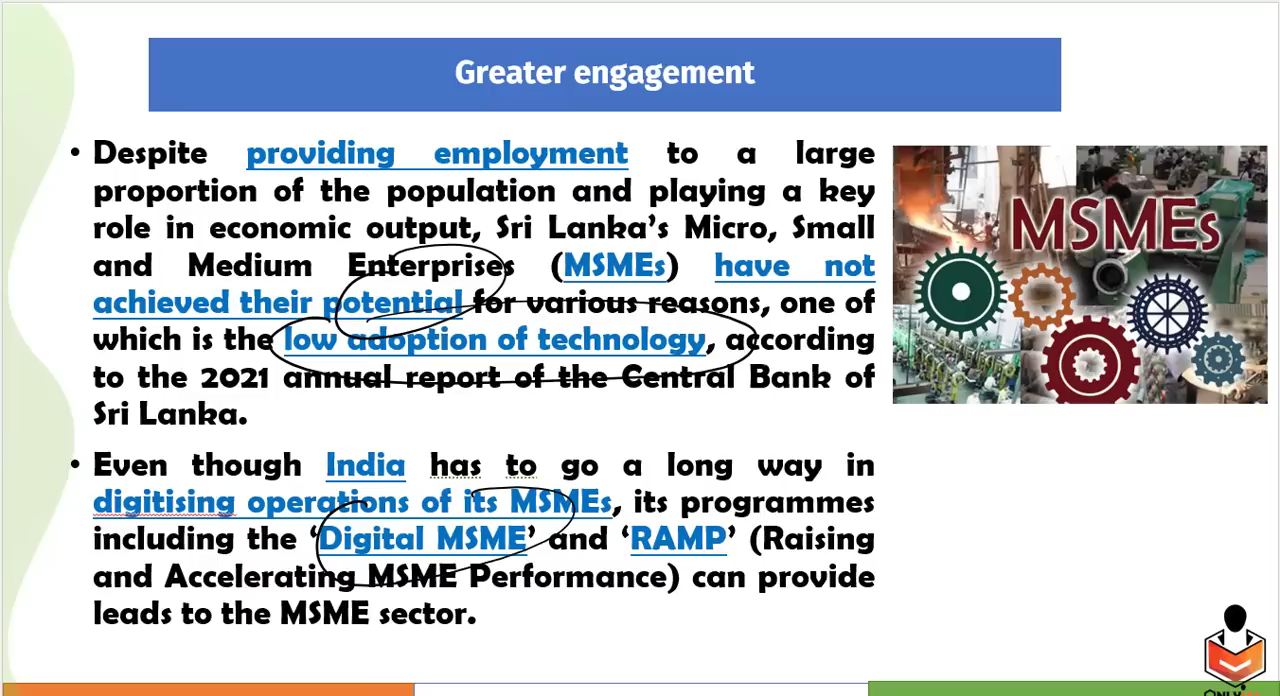 Greater engagement
• Despite providing employment to a large
proportion of the population and playing a key
role in economic output, Sri Lanka's Micro, Small
and Medium Enterprises (MSMEs) have not
achieved their potential for various reasons, one of
which is the low adoption of technology, according
to the 2021 annual report of the Central Bank of
Sri Lanka.
MSMEs
• Even though India has to go a long way in
digitising operations of its MSMEs, its programmes
including the ‘Digital MSME’ and ‘RAMP’ (Raising
and Accelerating MSME Performance) can provide
leads to the MSME sector.